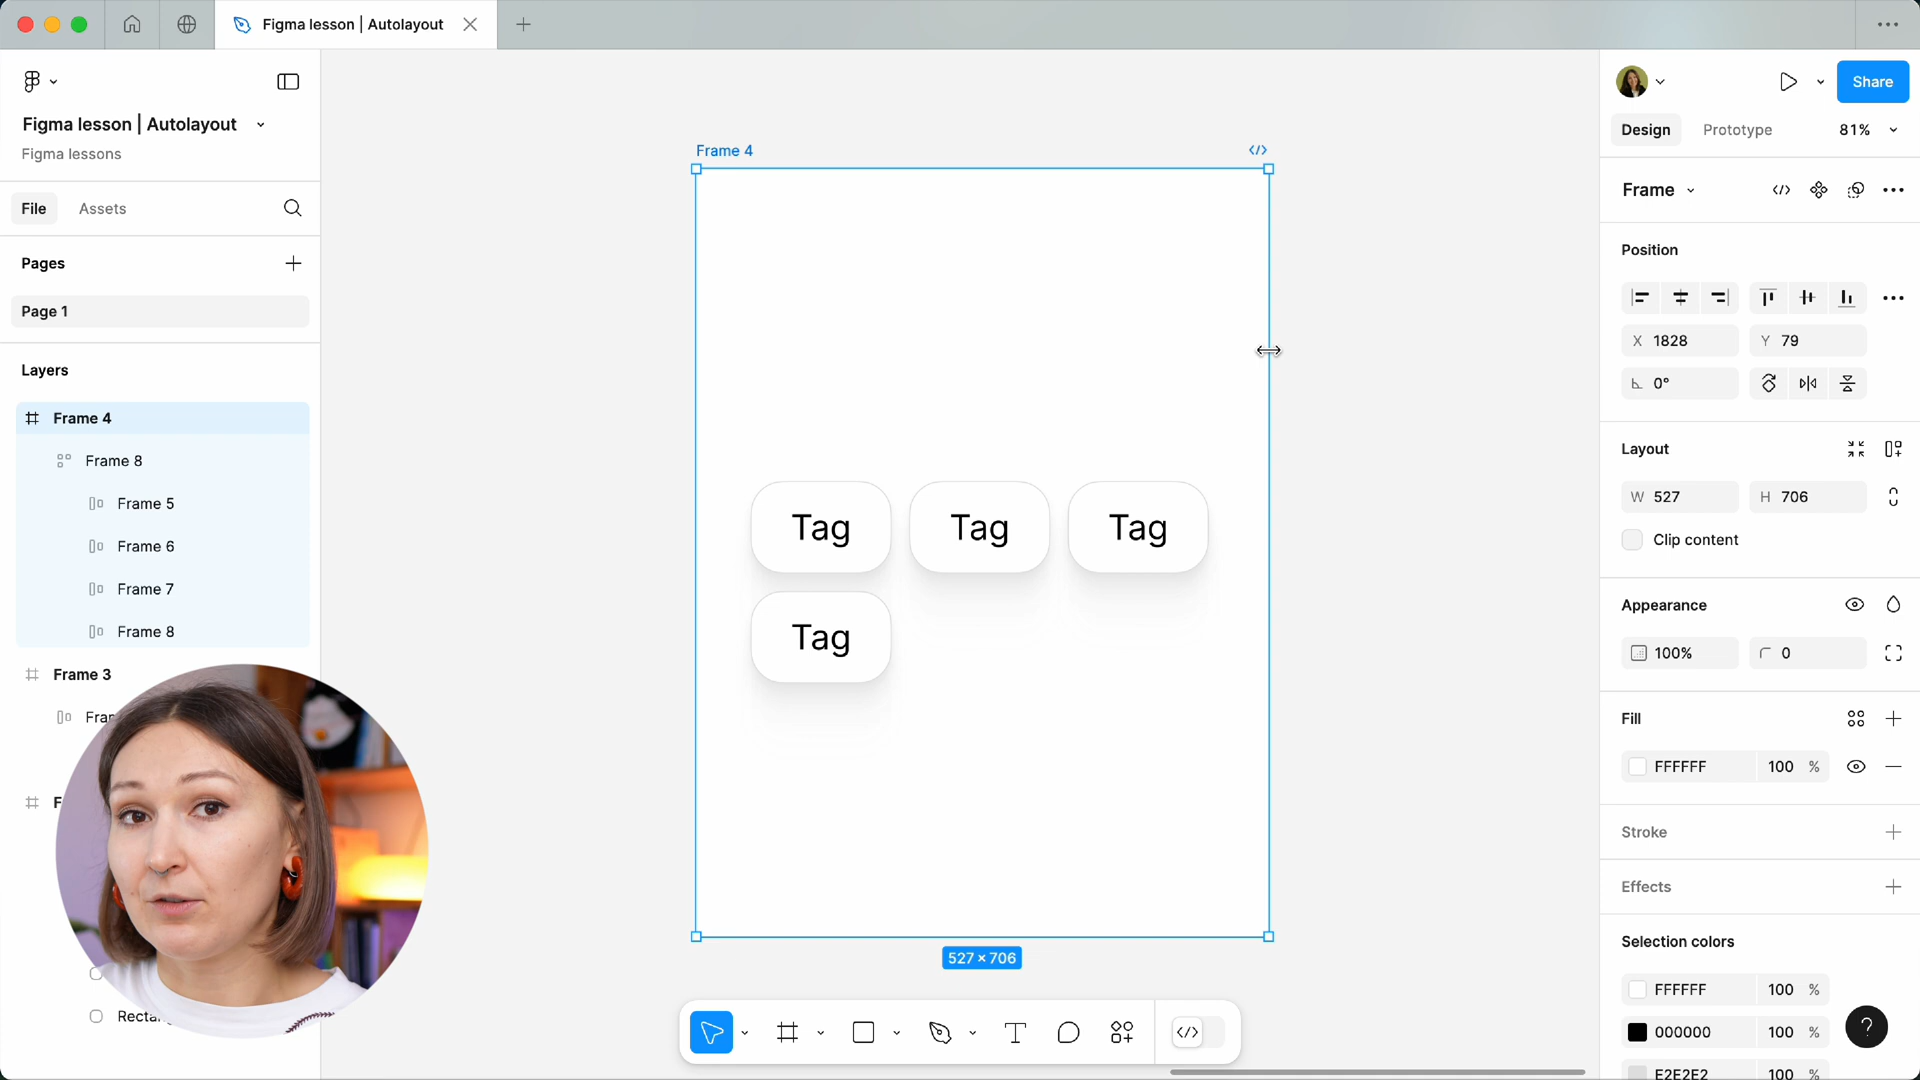 Figma lesson | Autolayout
Figma lesson | Autolayout
Figma lessons
File
Assets
Pages
Page 1
Layers
Frame 4
Frame 8
Frame 5
Frame 6
Frame 7
Frame 8
Frame 3
Frame 4
</>
Tag
Tag
Tag
Tag
527 × 706
Share
Design
Prototype
81%
Frame
Position
X 1828
Y 79
0°
Layout
W 527
H 706
Clip content
Appearance
100%
0
Fill
FFFFFF
100 %
Stroke
Effects
Selection colors
FFFFFF
100 %
000000
100 %
E2E2E2
100 %
?